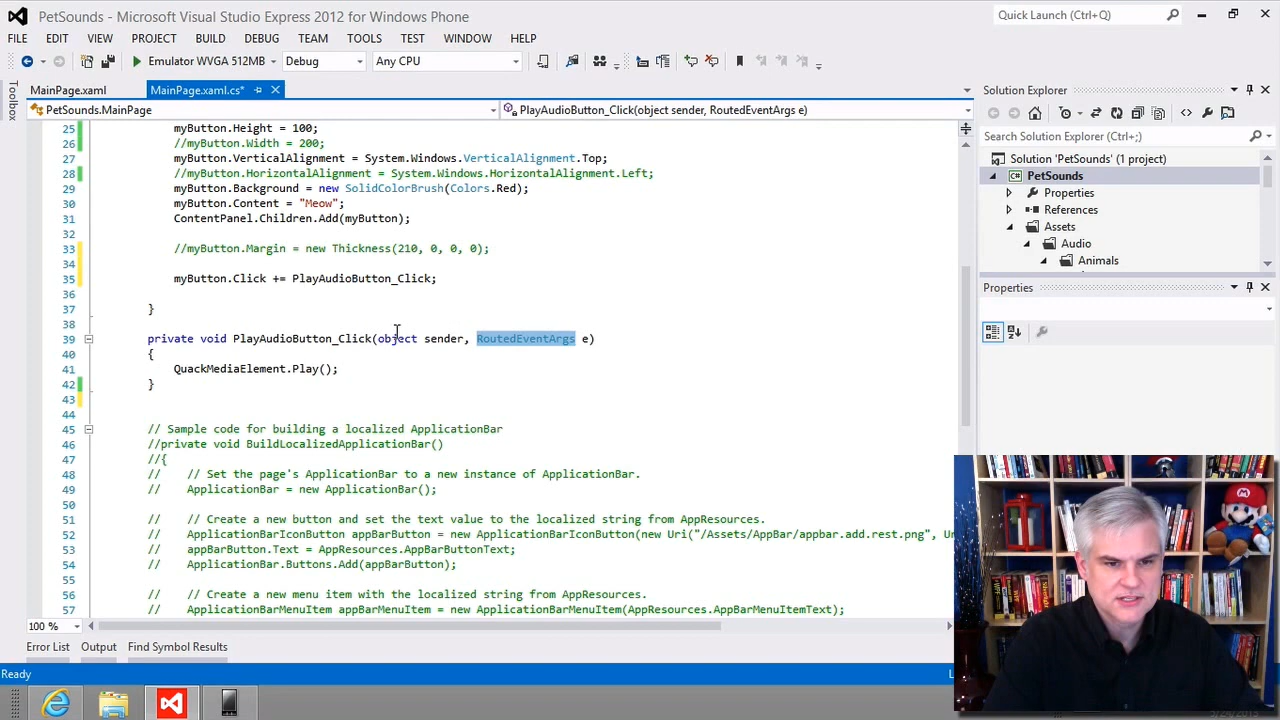 PetSounds - Microsoft Visual Studio Express 2012 for Windows Phone
Quick Launch (Ctrl+Q)
FILE EDIT VIEW PROJECT BUILD DEBUG TEAM TOOLS TEST WINDOW HELP
Emulator WVGA 512MB Debug Any CPU
Toolbox
MainPage.xaml MainPage.xaml.cs*
PetSounds.MainPage PlayAudioButton_Click(object sender, RoutedEventArgs e)
25 myButton.Height = 100;
26 //myButton.Width = 200;
27 myButton.VerticalAlignment = System.Windows.VerticalAlignment.Top;
28 //myButton.HorizontalAlignment = System.Windows.HorizontalAlignment.Left;
29 myButton.Background = new SolidColorBrush(Colors.Red);
30 myButton.Content = "Meow";
31 ContentPanel.Children.Add(myButton);
32
33 //myButton.Margin = new Thickness(210, 0, 0, 0);
34
35 myButton.Click += PlayAudioButton_Click;
36
37 }
38
39 private void PlayAudioButton_Click(object sender, RoutedEventArgs e)
40 {
41 QuackMediaElement.Play();
42 }
43
44
45 // Sample code for building a localized ApplicationBar
46 //private void BuildLocalizedApplicationBar()
47 //{
48 // // Set the page's ApplicationBar to a new instance of ApplicationBar.
49 // ApplicationBar = new ApplicationBar();
50
51 // // Create a new button and set the text value to the localized string from AppResources.
52 // ApplicationBarIconButton appBarButton = new ApplicationBarIconButton(new Uri("/Assets/AppBar/appbar.add.rest.png", Ur
53 // appBarButton.Text = AppResources.AppBarButtonText;
54 // ApplicationBar.Buttons.Add(appBarButton);
55
56 // // Create a new menu item with the localized string from AppResources.
57 // ApplicationBarMenuItem appBarMenuItem = new ApplicationBarMenuItem(AppResources.AppBarMenuItemText);
100 %
Error List Output Find Symbol Results
Ready
Solution Explorer
Search Solution Explorer (Ctrl+;)
Solution 'PetSounds' (1 project)
PetSounds
Properties
References
Assets
Audio
Animals
Properties